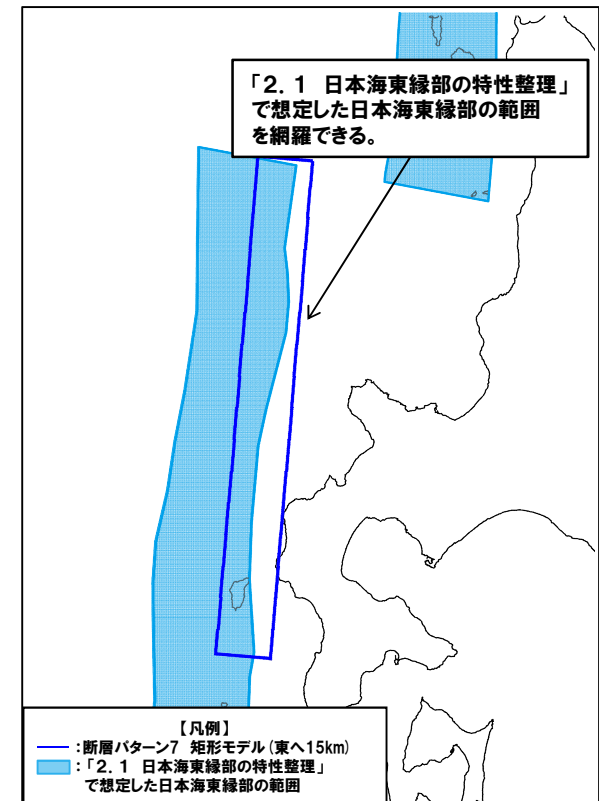 「2．1 日本海東縁部の特性整理」
で想定した日本海東縁部の範囲
を網羅できる。
【凡例】
：断層パターン7 矩形モデル(東へ15km)
：「2．1 日本海東縁部の特性整理」
で想定した日本海東縁部の範囲